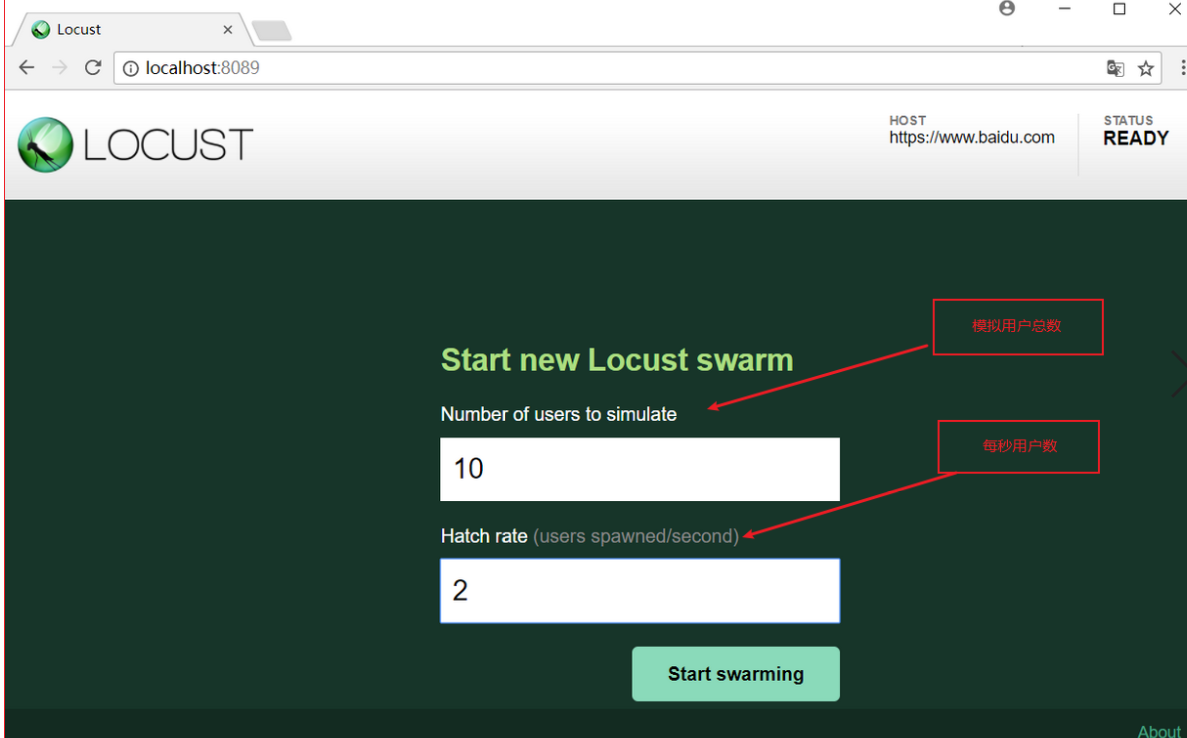 Locust
localhost:8089
LOCUST
HOST
https://www.baidu.com
STATUS
READY
模拟用户总数
Start new Locust swarm
Number of users to simulate
10
每秒用户数
Hatch rate (users spawned/second)
2
Start swarming
About